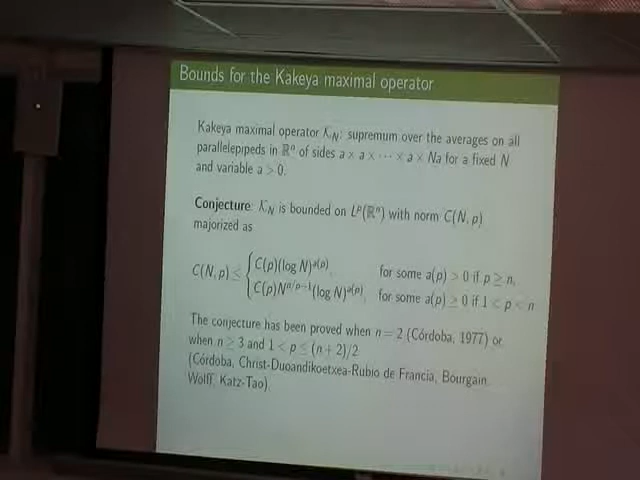 Bounds for the Kakeya maximal operator
Kakeya maximal operator 𝒦_N: supremum over the averages on all
parallelepipeds in ℝⁿ of sides a × a × ⋯ × a × Na for a fixed N
and variable a > 0.
Conjecture: 𝒦_N is bounded on L^p(ℝⁿ) with norm C(N, p)
majorized as
C(N, p) ≤ { C(p)(log N)^{a(p)}, for some a(p) > 0 if p ≥ n,
C(p)N^{n/p−1}(log N)^{a(p)}, for some a(p) ≥ 0 if 1 < p < n
The conjecture has been proved when n = 2 (Córdoba, 1977) or
when n ≥ 3 and 1 < p ≤ (n + 2)/2
(Córdoba, Christ-Duoandikoetxea-Rubio de Francia, Bourgain,
Wolff, Katz-Tao)